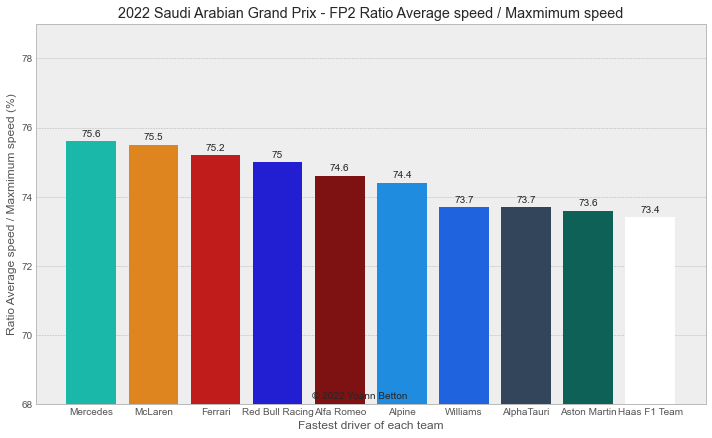 2022 Saudi Arabian Grand Prix - FP2 Ratio Average speed / Maxmimum speed
Ratio Average speed / Maxmimum speed (%)
78
76
74
72
70
68
75.6
75.5
75.2
75
74.6
74.4
73.7
73.7
73.6
73.4
© 2022 Yoann Betton
Mercedes
McLaren
Ferrari
Red Bull Racing
Alfa Romeo
Alpine
Williams
AlphaTauri
Aston Martin
Haas F1 Team
Fastest driver of each team